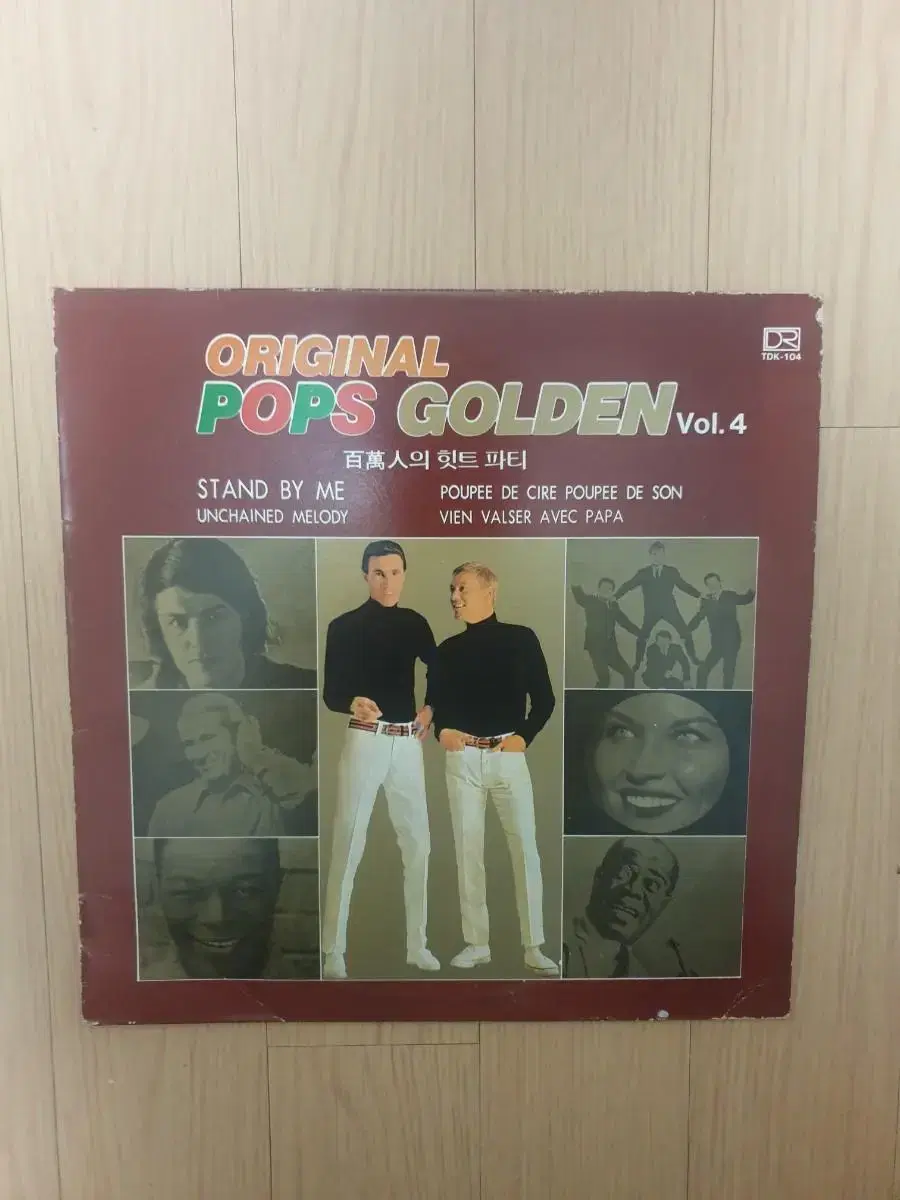 ORIGINAL
POPS GOLDEN Vol. 4
DR
TDK-104
百萬人의 힛트 파티
STAND BY ME
UNCHAINED MELODY
POUPEE DE CIRE POUPEE DE SON
VIEN VALSER AVEC PAPA